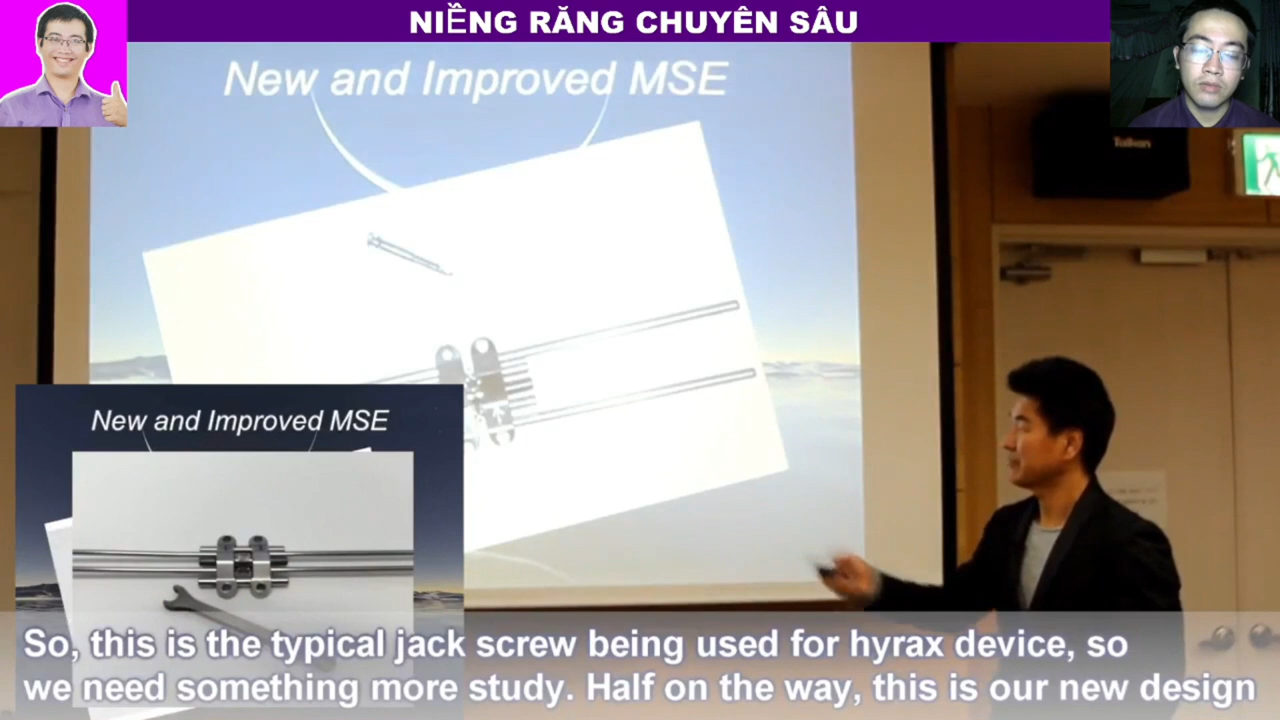 NIỀNG RĂNG CHUYÊN SÂU
New and Improved MSE
New and Improved MSE
So, this is the typical jack screw being used for hyrax device, so
we need something more study. Half on the way, this is our new design